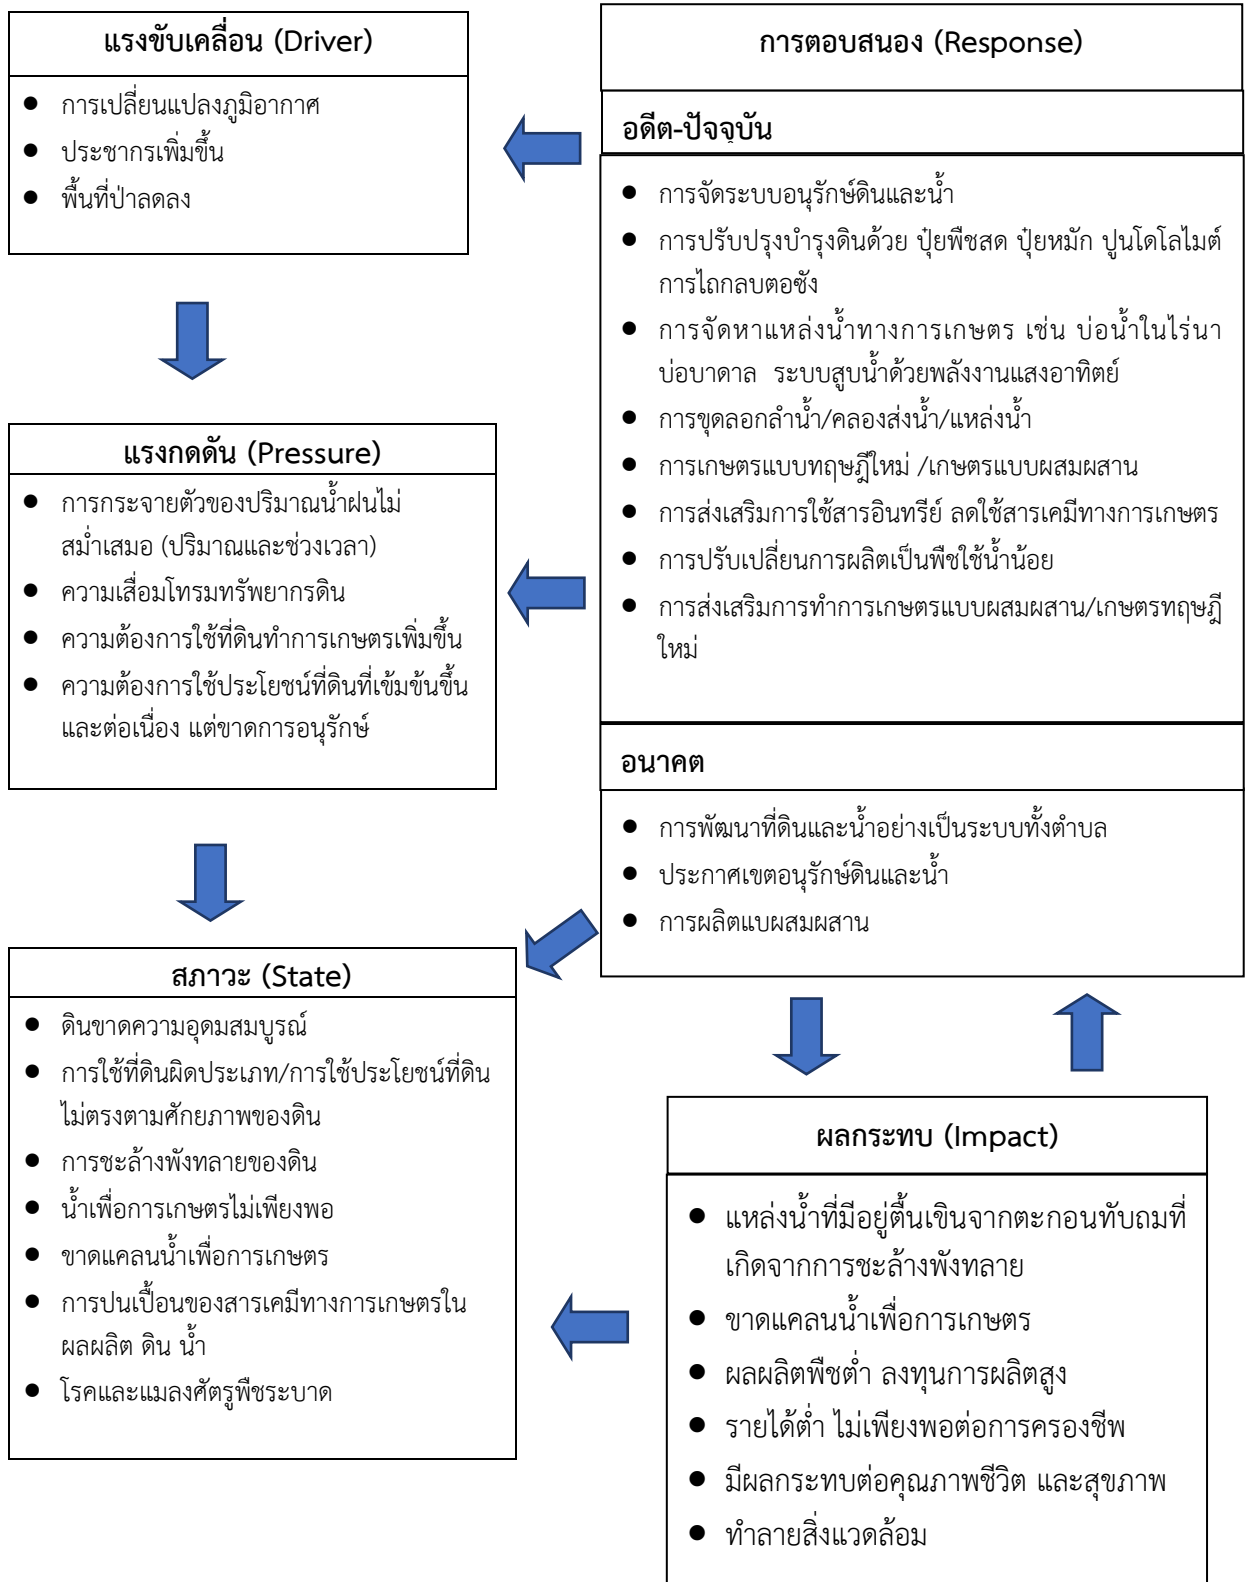 แรงขับเคลื่อน (Driver)
● การเปลี่ยนแปลงภูมิอากาศ
● ประชากรเพิ่มขึ้น
● พื้นที่ป่าลดลง
แรงกดดัน (Pressure)
● การกระจายตัวของปริมาณน้ำฝนไม่
สม่ำเสมอ (ปริมาณและช่วงเวลา)
● ความเสื่อมโทรมทรัพยากรดิน
● ความต้องการใช้ที่ดินทำการเกษตรเพิ่มขึ้น
● ความต้องการใช้ประโยชน์ที่ดินที่เข้มข้นขึ้น
และต่อเนื่อง แต่ขาดการอนุรักษ์
สภาวะ (State)
● ดินขาดความอุดมสมบูรณ์
● การใช้ที่ดินผิดประเภท/การใช้ประโยชน์ที่ดิน
ไม่ตรงตามศักยภาพของดิน
● การชะล้างพังทลายของดิน
● น้ำเพื่อการเกษตรไม่เพียงพอ
● ขาดแคลนน้ำเพื่อการเกษตร
● การปนเปื้อนของสารเคมีทางการเกษตรใน
ผลผลิต ดิน น้ำ
● โรคและแมลงศัตรูพืชระบาด
การตอบสนอง (Response)
อดีต-ปัจจุบัน
● การจัดระบบอนุรักษ์ดินและน้ำ
● การปรับปรุงบำรุงดินด้วย ปุ๋ยพืชสด ปุ๋ยหมัก ปูนโดโลไมต์
การไถกลบตอซัง
● การจัดหาแหล่งน้ำทางการเกษตร เช่น บ่อน้ำในไร่นา
บ่อบาดาล ระบบสูบน้ำด้วยพลังงานแสงอาทิตย์
● การขุดลอกลำน้ำ/คลองส่งน้ำ/แหล่งน้ำ
● การเกษตรแบบทฤษฎีใหม่ /เกษตรแบบผสมผสาน
● การส่งเสริมการใช้สารอินทรีย์ ลดใช้สารเคมีทางการเกษตร
● การปรับเปลี่ยนการผลิตเป็นพืชใช้น้ำน้อย
● การส่งเสริมการทำการเกษตรแบบผสมผสาน/เกษตรทฤษฎี
ใหม่
อนาคต
● การพัฒนาที่ดินและน้ำอย่างเป็นระบบทั้งตำบล
● ประกาศเขตอนุรักษ์ดินและน้ำ
● การผลิตแบผสมผสาน
ผลกระทบ (Impact)
● แหล่งน้ำที่มีอยู่ตื้นเขินจากตะกอนทับถมที่
เกิดจากการชะล้างพังทลาย
● ขาดแคลนน้ำเพื่อการเกษตร
● ผลผลิตพืชต่ำ ลงทุนการผลิตสูง
● รายได้ต่ำ ไม่เพียงพอต่อการครองชีพ
● มีผลกระทบต่อคุณภาพชีวิต และสุขภาพ
● ทำลายสิ่งแวดล้อม